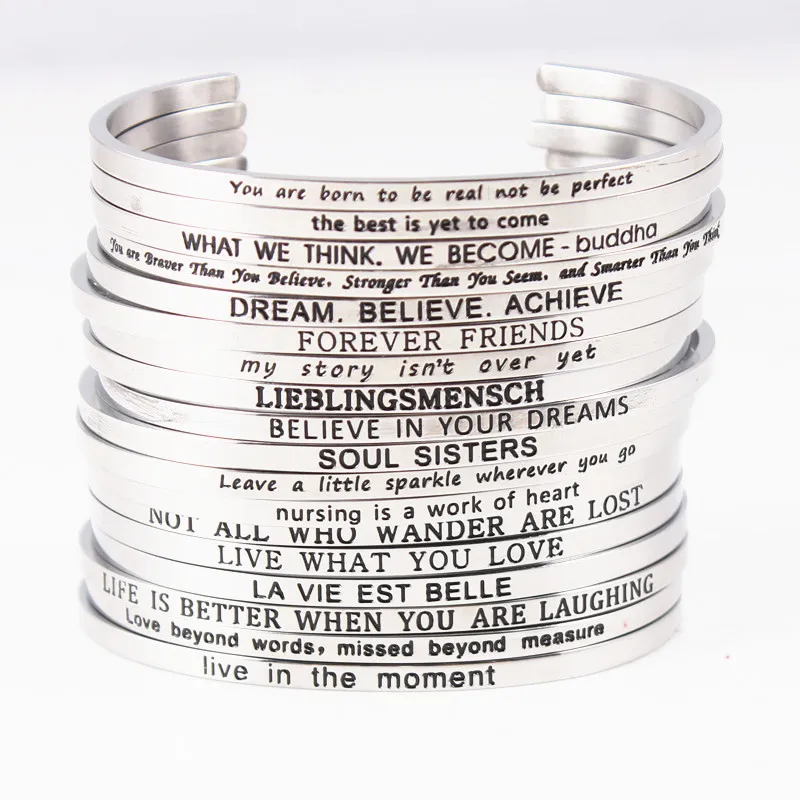 You are born to be real not be perfect
the best is yet to come
WHAT WE THINK. WE BECOME - buddha
You are Braver Than You Believe, Stronger Than You Seem, and Smarter Than You Think
DREAM. BELIEVE. ACHIEVE
FOREVER FRIENDS
my story isn't over yet
LIEBLINGSMENSCH
BELIEVE IN YOUR DREAMS
SOUL SISTERS
Leave a little sparkle wherever you go
nursing is a work of heart
NOT ALL WHO WANDER ARE LOST
LIVE WHAT YOU LOVE
LA VIE EST BELLE
LIFE IS BETTER WHEN YOU ARE LAUGHING
Love beyond words, missed beyond measure
live in the moment